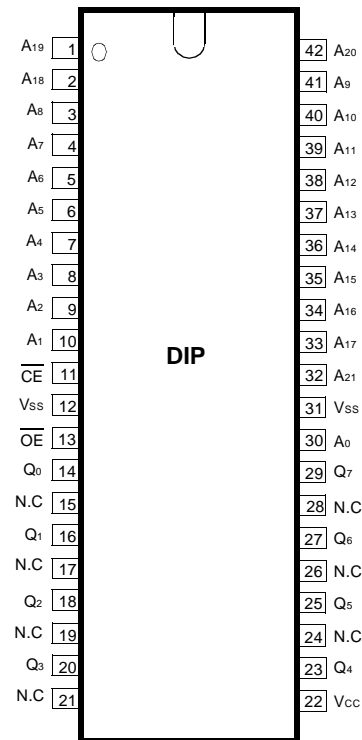 A19 1 42 A20
A18 2 41 A9
A8 3 40 A10
A7 4 39 A11
A6 5 38 A12
A5 6 37 A13
A4 7 36 A14
A3 8 35 A15
A2 9 34 A16
A1 10 33 A17
DIP
CE 11 32 A21
VSS 12 31 VSS
OE 13 30 A0
Q0 14 29 Q7
N.C 15 28 N.C
Q1 16 27 Q6
N.C 17 26 N.C
Q2 18 25 Q5
N.C 19 24 N.C
Q3 20 23 Q4
N.C 21 22 VCC